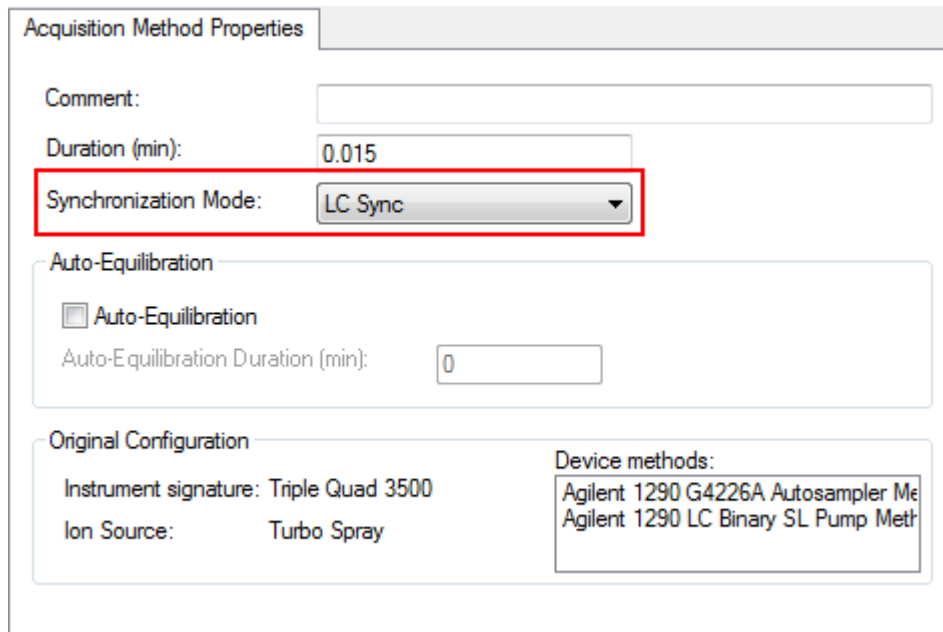 Acquisition Method Properties
Comment:
Duration (min): 0.015
Synchronization Mode: LC Sync
Auto-Equilibration
Auto-Equilibration
Auto-Equilibration Duration (min): 0
Original Configuration
Device methods:
Instrument signature: Triple Quad 3500
Agilent 1290 G4226A Autosampler Me
Agilent 1290 LC Binary SL Pump Meth
Ion Source: Turbo Spray